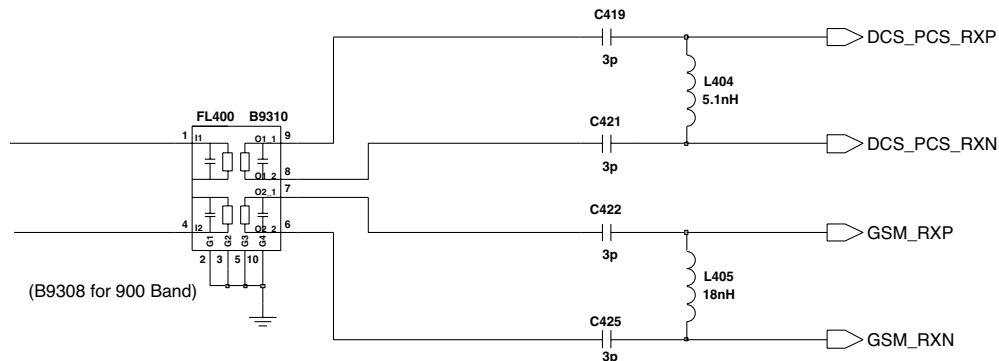 C419
3p
DCS_PCS_RXP
L404
5.1nH
FL400 B9310
1 I1 O1_1 9
C421
3p
DCS_PCS_RXN
O1_2 8
O2_1 7
C422
3p
GSM_RXP
4 I2 O2_2 6
G1 G2 G3 G4
2 3 5 10
L405
18nH
(B9308 for 900 Band)
C425
3p
GSM_RXN